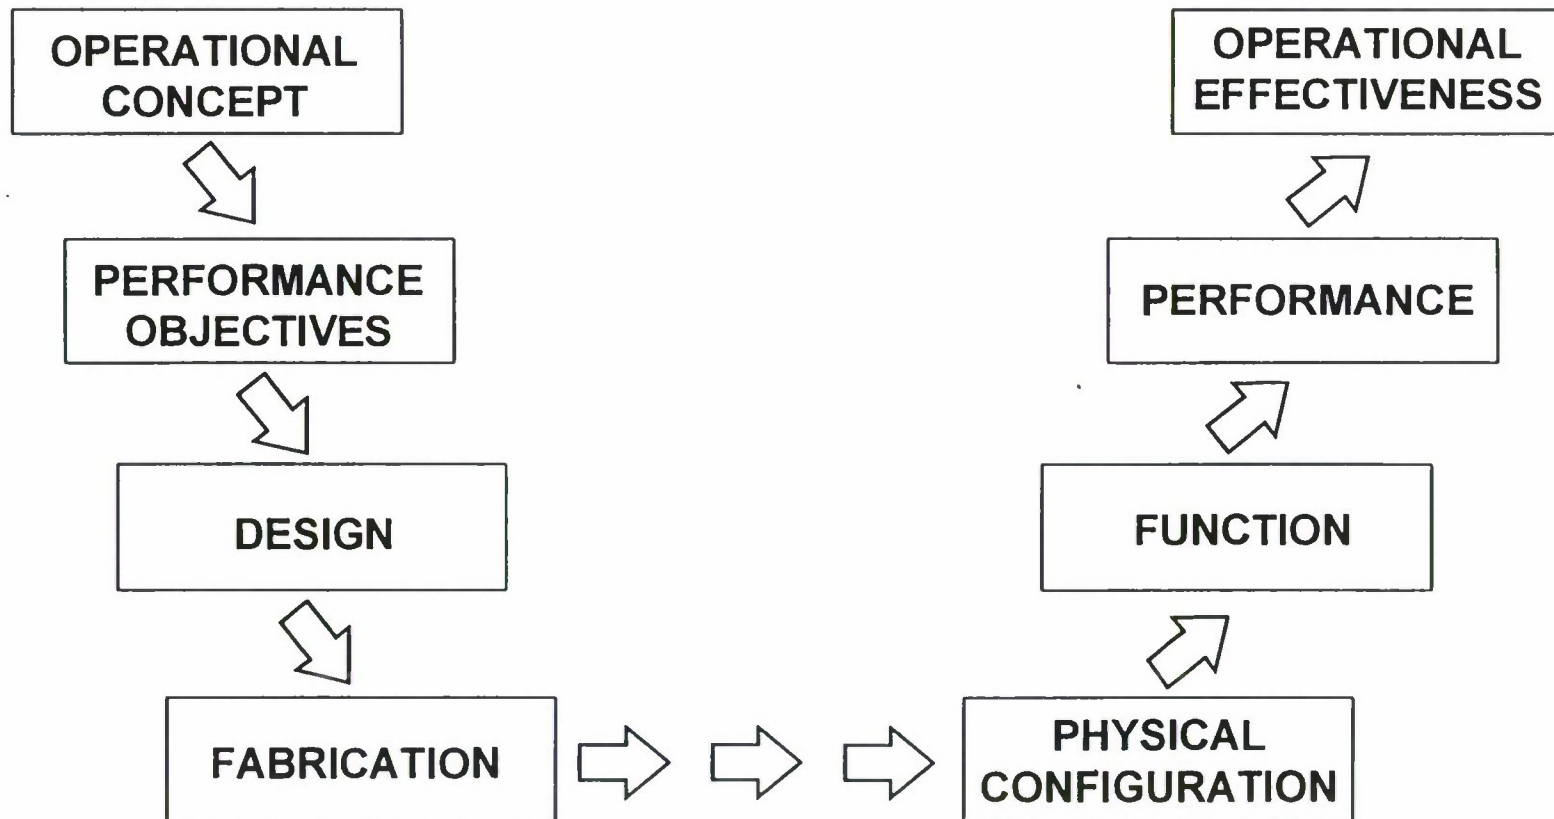 OPERATIONAL
CONCEPT
PERFORMANCE
OBJECTIVES
DESIGN
FABRICATION
OPERATIONAL
EFFECTIVENESS
PERFORMANCE
FUNCTION
PHYSICAL
CONFIGURATION